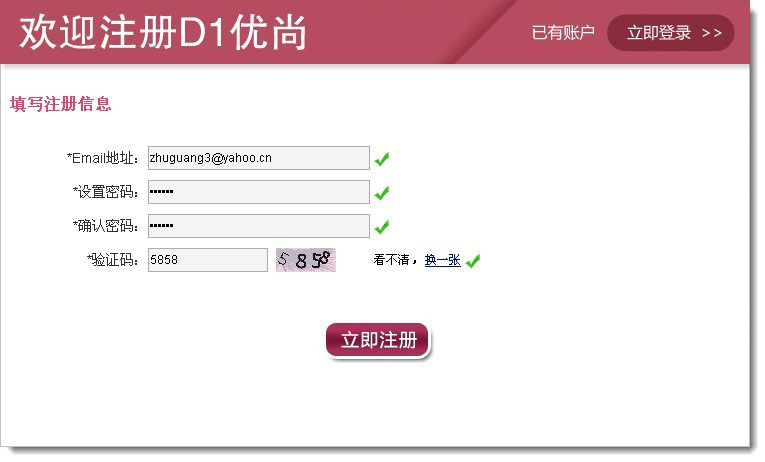 欢迎注册D1优尚
已有账户 立即登录 >>
填写注册信息
*Email地址： zhuguang3@yahoo.cn
*设置密码： ••••••
*确认密码： ••••••
*验证码： 5858 5858 看不清，换一张
立即注册